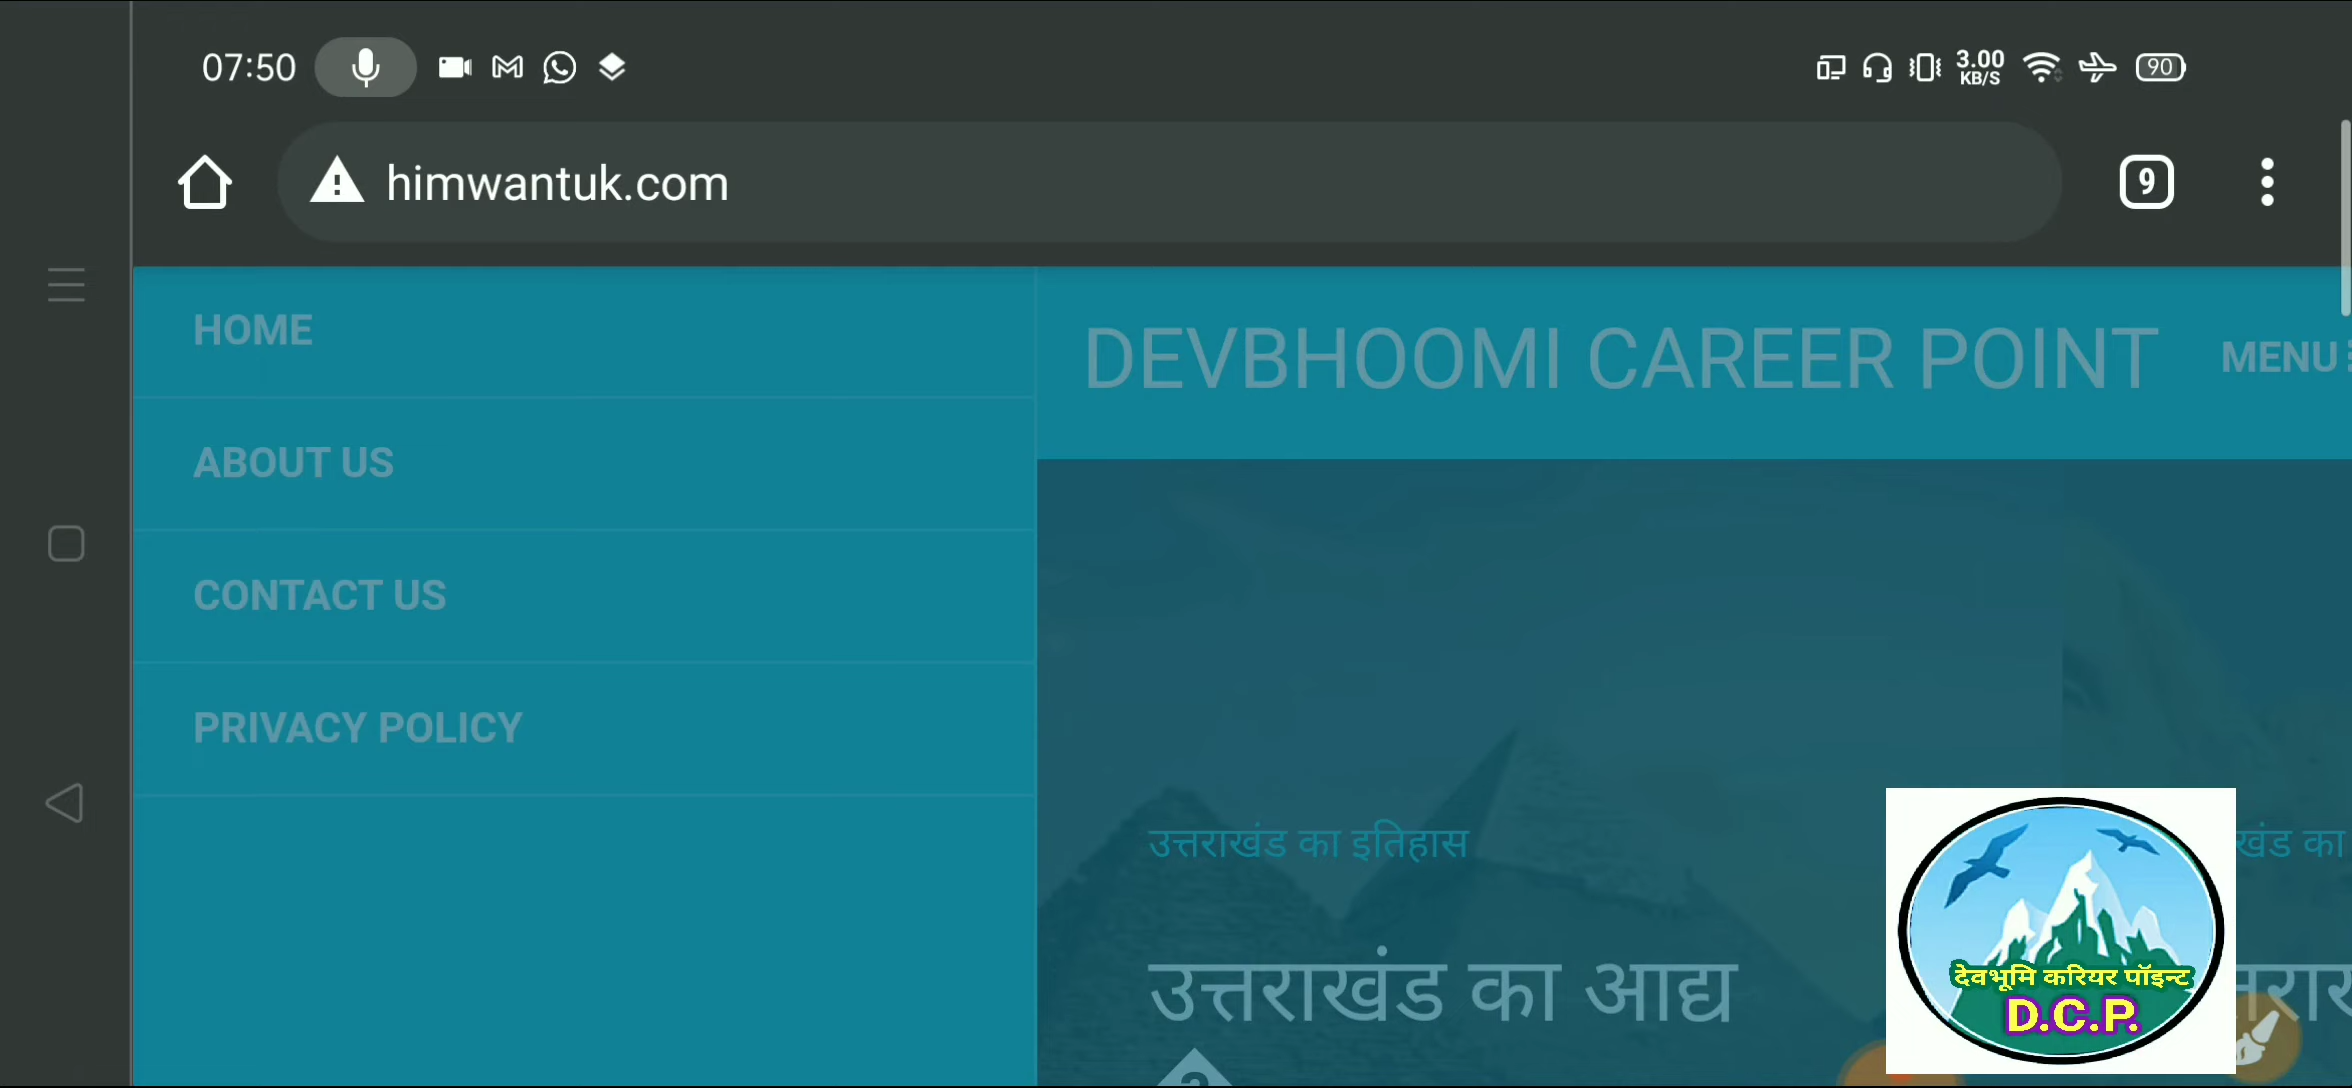 07:50
3.00
KB/S
90
himwantuk.com
9
HOME
ABOUT US
CONTACT US
PRIVACY POLICY
DEVBHOOMI CAREER POINT
MENU
उत्तराखंड का इतिहास
का
उत्तराखंड का आद्य
देवभूमि करियर पॉइन्ट
D.C.P.